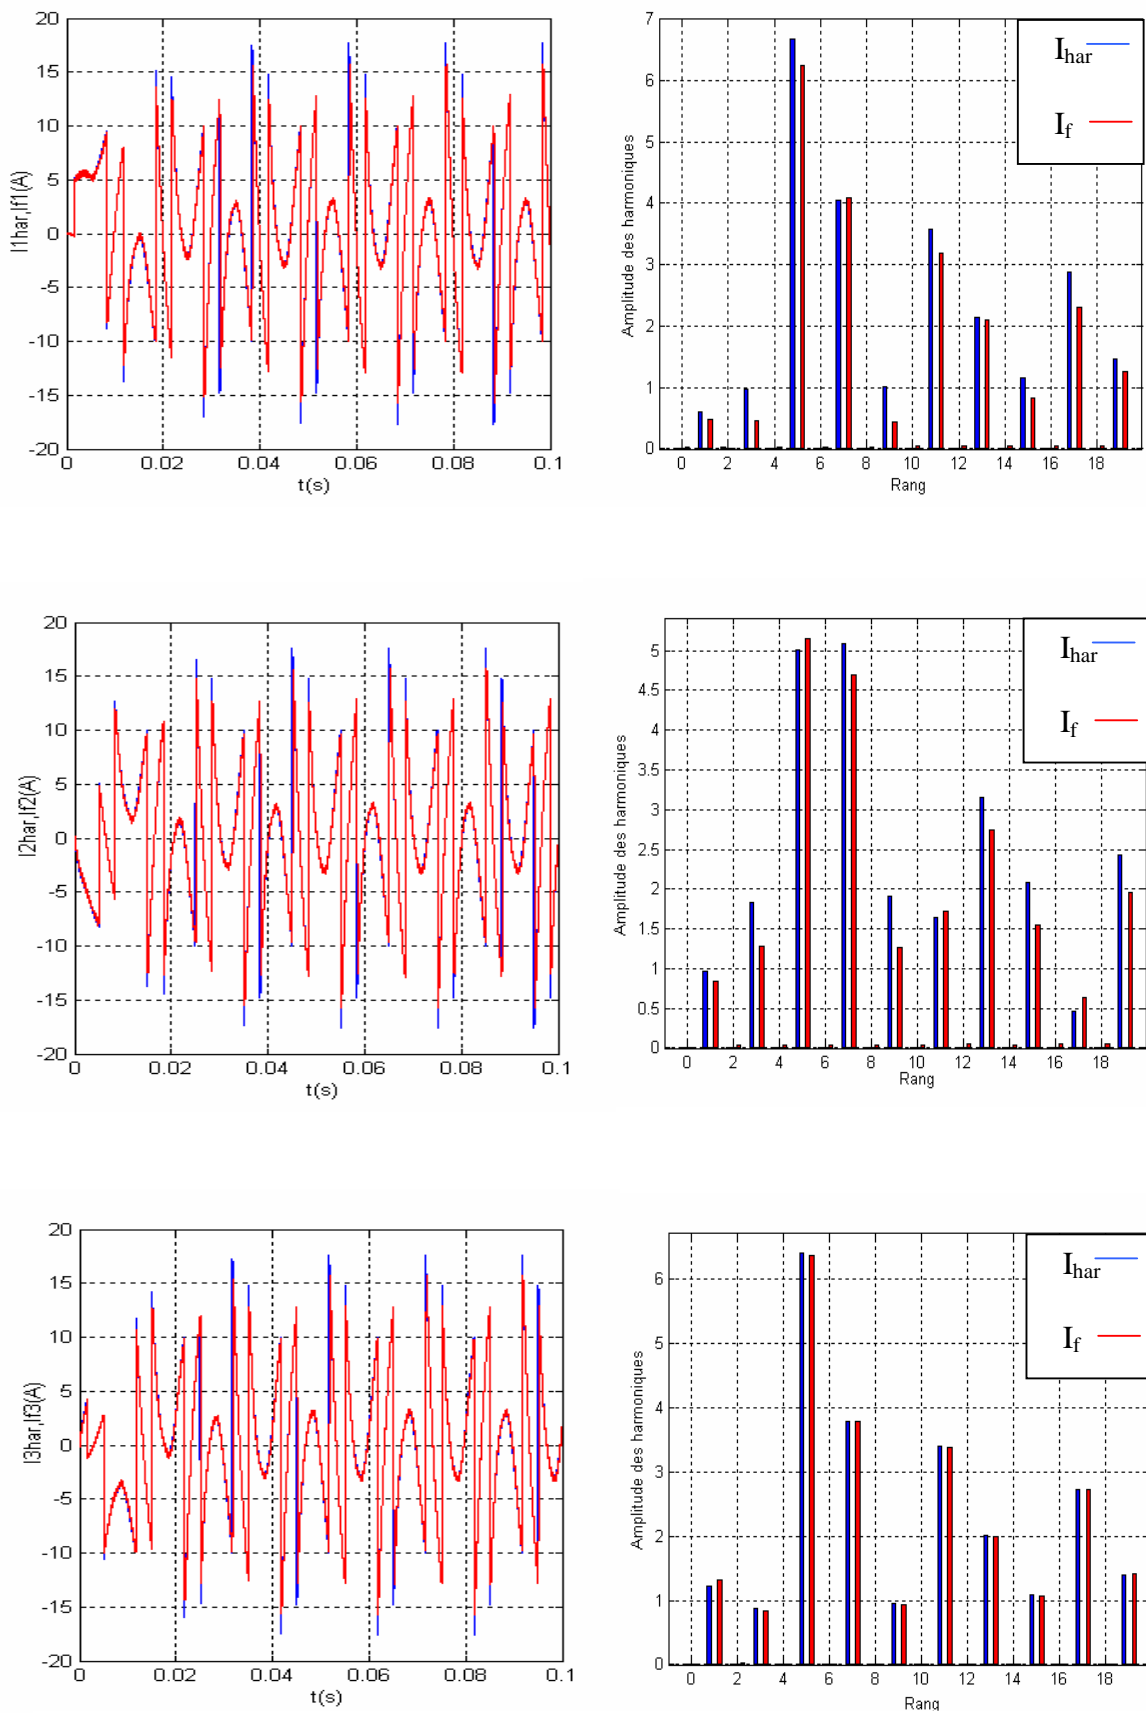 20
15
10
5
0
-5
-10
-15
-20
I1har,If1(A)
0 0.02 0.04 0.06 0.08 0.1
t(s)
7
6
5
4
3
2
1
0
Amplitude des harmoniques
0 2 4 6 8 10 12 14 16 18
Rang
Ihar
If
20
15
10
5
0
-5
-10
-15
-20
I2har,If2(A)
0 0.02 0.04 0.06 0.08 0.1
t(s)
5
4.5
4
3.5
3
2.5
2
1.5
1
0.5
0
Amplitude des harmoniques
0 2 4 6 8 10 12 14 16 18
Rang
Ihar
If
20
15
10
5
0
-5
-10
-15
-20
I3har,If3(A)
0 0.02 0.04 0.06 0.08 0.1
t(s)
6
5
4
3
2
1
0
Amplitude des harmoniques
0 2 4 6 8 10 12 14 16 18
Rang
Ihar
If